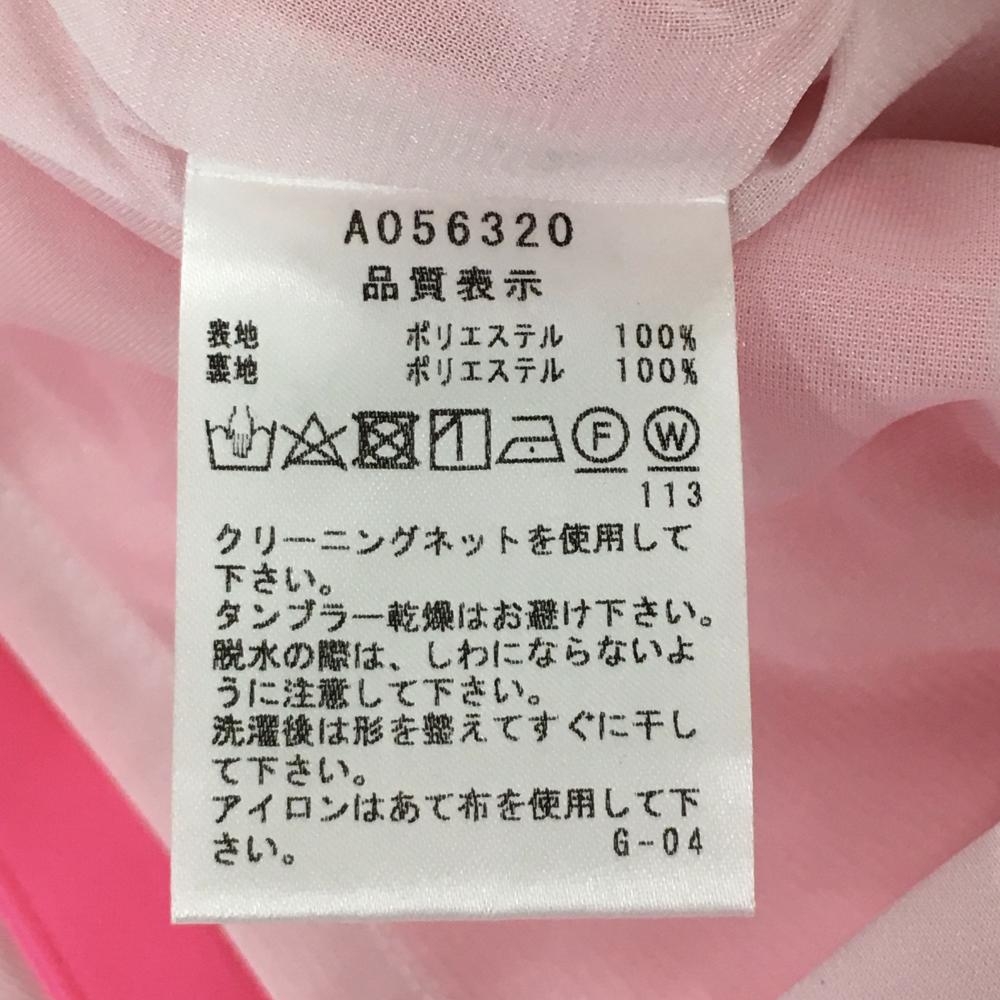 A056320
品質表示
表地 ポリエステル 100%
裏地 ポリエステル 100%
F W
113
クリーニングネットを使用して
下さい。
タンブラー乾燥はお避け下さい。
脱水の際は、しわにならないよ
うに注意して下さい。
洗濯後は形を整えてすぐに干し
て下さい。
アイロンはあて布を使用して下
さい。 G-04